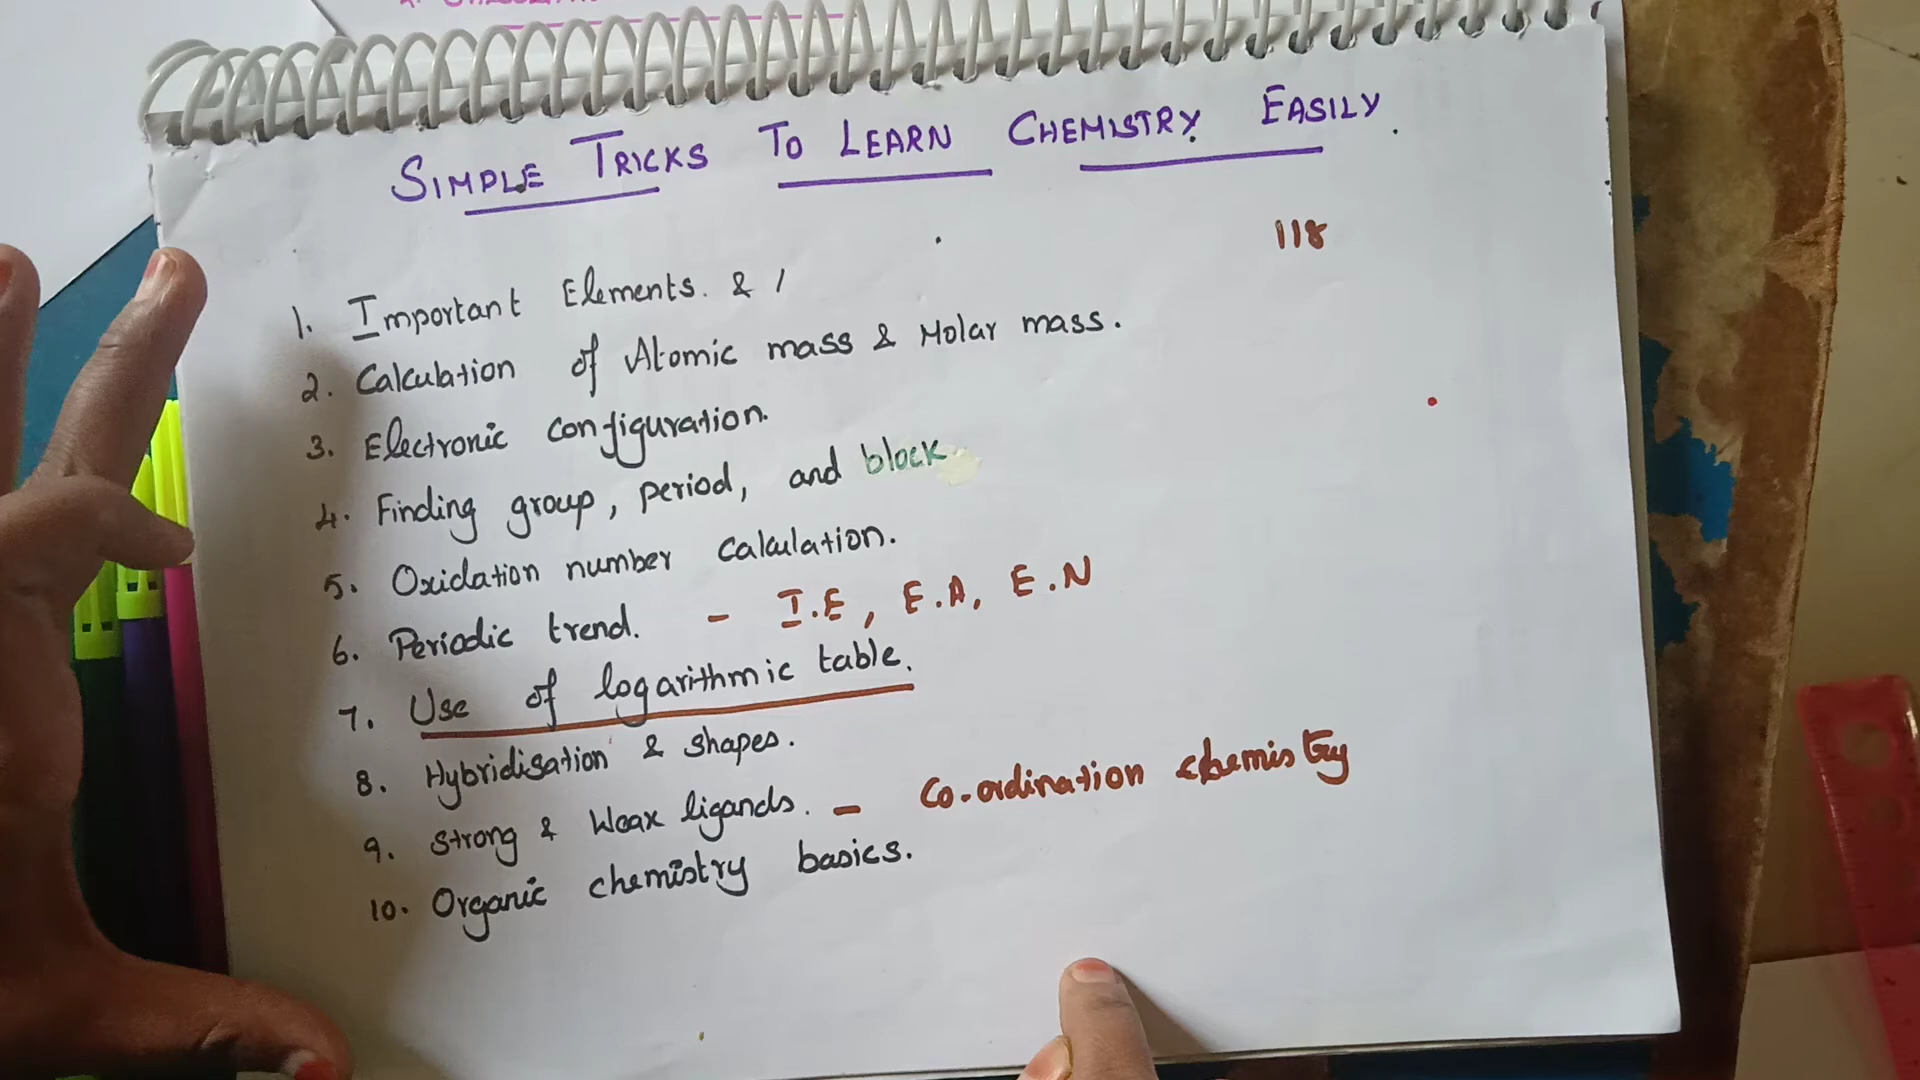 SIMPLE TRICKS TO LEARN CHEMISTRY EASILY.
118
1. Important Elements. & /
2. Calculation of Atomic mass & Molar mass.
3. Electronic configuration.
4. Finding group, period, and block
5. Oxidation number calculation.
6. Periodic trend. - I.E, E.A, E.N
7. Use of logarithmic table.
8. Hybridisation & shapes.
9. Strong & Weak ligands. - Co-ordination chemistry
10. Organic chemistry basics.